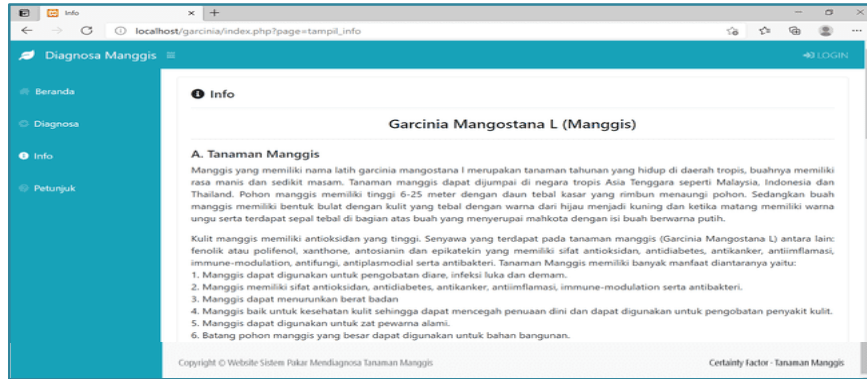 Info
localhost/garcinia/index.php?page=tampil_info
Diagnosa Manggis
LOGIN
Beranda
Diagnosa
Info
Petunjuk
Info
Garcinia Mangostana L (Manggis)
A. Tanaman Manggis
Manggis yang memiliki nama latih garcinia mangostana l merupakan tanaman tahunan yang hidup di daerah tropis, buahnya memiliki
rasa manis dan sedikit masam. Tanaman manggis dapat dijumpai di negara tropis Asia Tenggara seperti Malaysia, Indonesia dan
Thailand. Pohon manggis memiliki tinggi 6-25 meter dengan daun tebal kasar yang rimbun menaungi pohon. Sedangkan buah
manggis memiliki bentuk bulat dengan kulit yang tebal dengan warna dari hijau menjadi kuning dan ketika matang memiliki warna
ungu serta terdapat sepal tebal di bagian atas buah yang menyerupai mahkota dengan isi buah berwarna putih.
Kulit manggis memiliki antioksidan yang tinggi. Senyawa yang terdapat pada tanaman manggis (Garcinia Mangostana L) antara lain:
fenolik atau polifenol, xanthone, antosianin dan epikatekin yang memiliki sifat antioksidan, antidiabetes, antikanker, antiimflamasi,
immune-modulation, antifungi, antiplasmodial serta antibakteri. Tanaman Manggis memiliki banyak manfaat diantaranya yaitu:
1. Manggis dapat digunakan untuk pengobatan diare, infeksi luka dan demam.
2. Manggis memiliki sifat antioksidan, antidiabetes, antikanker, antiimflamasi, immune-modulation serta antibakteri.
3. Manggis dapat menurunkan berat badan
4. Manggis baik untuk kesehatan kulit sehingga dapat mencegah penuaan dini dan dapat digunakan untuk pengobatan penyakit kulit.
5. Manggis dapat digunakan untuk zat pewarna alami.
6. Batang pohon manggis yang besar dapat digunakan untuk bahan bangunan.
Copyright © Website Sistem Pakar Mendiagnosa Tanaman Manggis
Certainty Factor - Tanaman Manggis